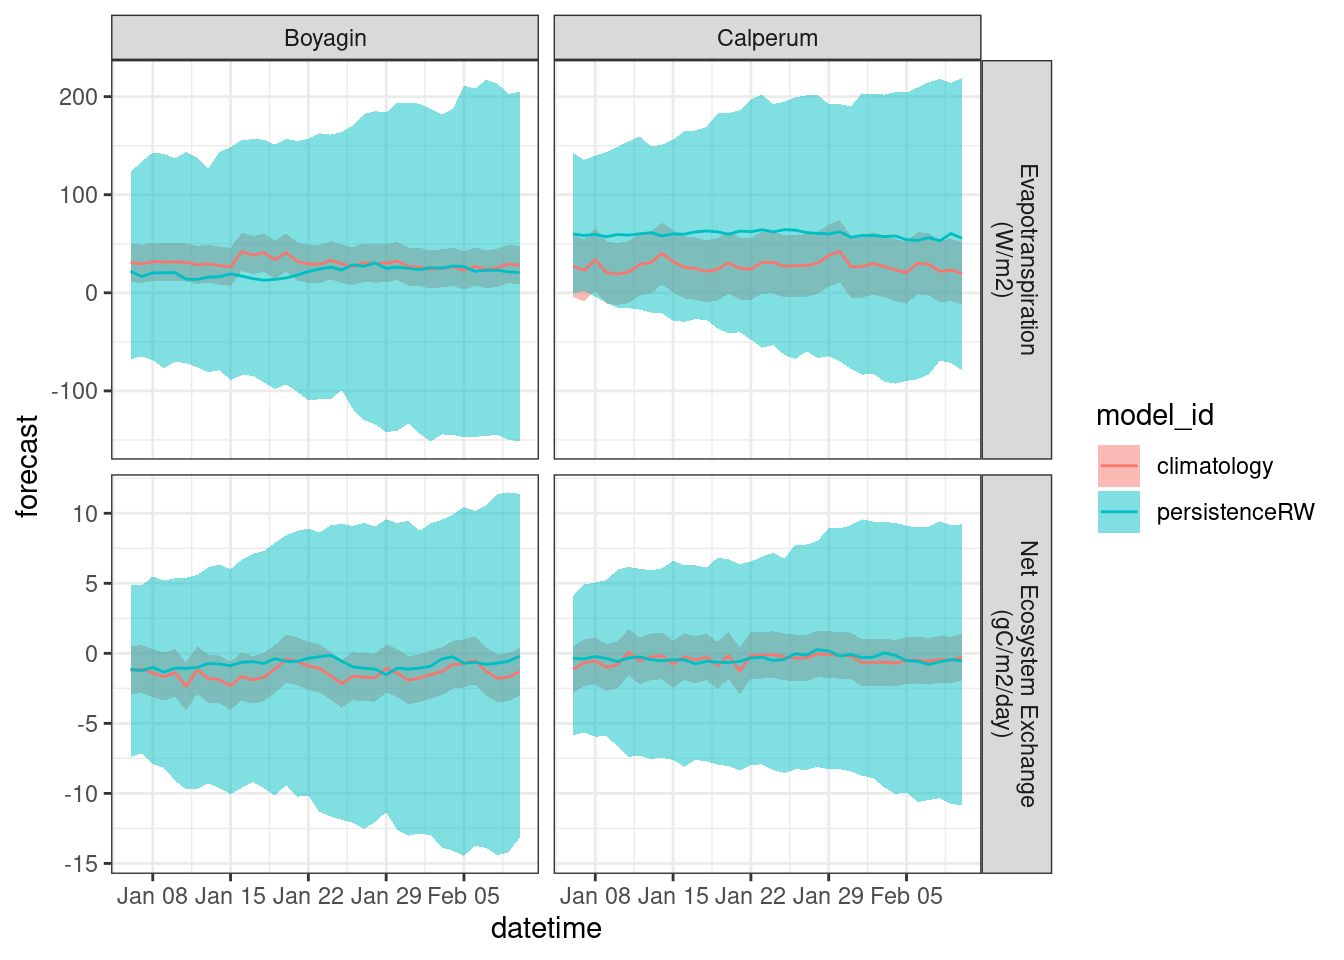 Boyagin
Calperum
200
100
0
-100
Evapotranspiration
(W/m2)
10
5
0
-5
-10
-15
Net Ecosystem Exchange
(gC/m2/day)
Jan 08 Jan 15 Jan 22 Jan 29 Feb 05
Jan 08 Jan 15 Jan 22 Jan 29 Feb 05
datetime
forecast
model_id
climatology
persistenceRW